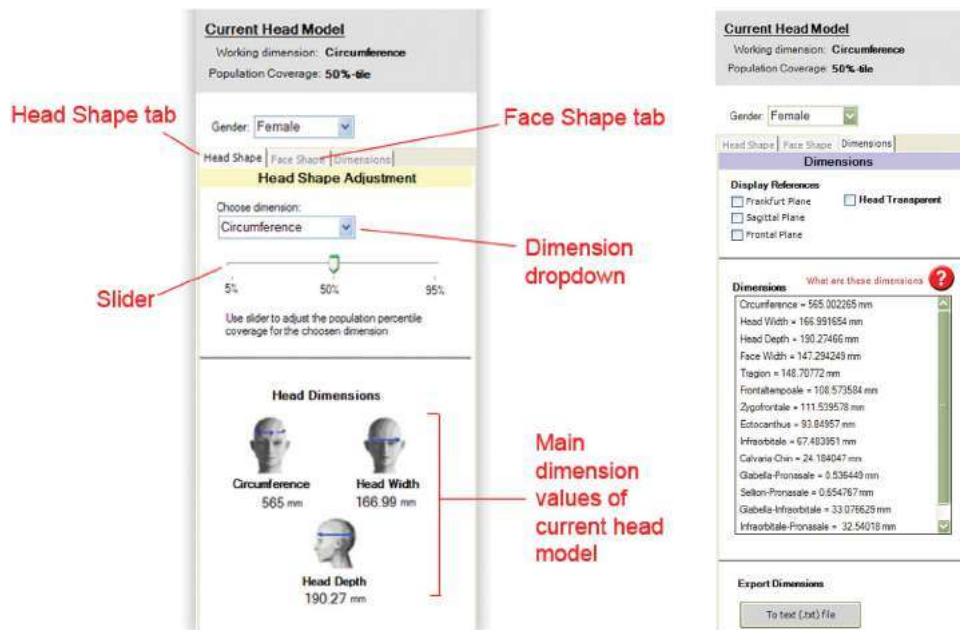 Current Head Model
Working dimension: Circumference
Population Coverage: 50%-tile
Head Shape tab
Face Shape tab
Gender: Female
Head Shape Face Shape Dimensions
Head Shape Adjustment
Choose dimension:
Circumference
Dimension
dropdown
Slider
5% 50% 95%
Use slider to adjust the population percentile
coverage for the choosen dimension
Head Dimensions
Circumference
565 mm
Head Width
166.99 mm
Head Depth
190.27 mm
Main
dimension
values of
current head
model
Current Head Model
Working dimension: Circumference
Population Coverage: 50%-tile
Gender: Female
Head Shape Face Shape Dimensions
Dimensions
Display References
Frankfurt Plane
Head Transparent
Sagittal Plane
Frontal Plane
Dimensions
What are these dimensions ?
Circumference = 565.002265 mm
Head Width = 166.991654 mm
Head Depth = 190.27466 mm
Face Width = 147.294249 mm
Tragion = 148.70772 mm
Frontaltempoale = 108.573584 mm
Zygofrontale = 111.539578 mm
Ectocanthus = 93.84957 mm
Infraorbitale = 67.483951 mm
Calvaria-Chin = 24.184047 mm
Glabella-Pronasale = 0.536449 mm
Sellion-Pronasale = 0.654767 mm
Glabella-Infraorbitale = 33.076629 mm
Infraorbitale-Pronasale = 32.54018 mm
Export Dimensions
To text (.txt) file